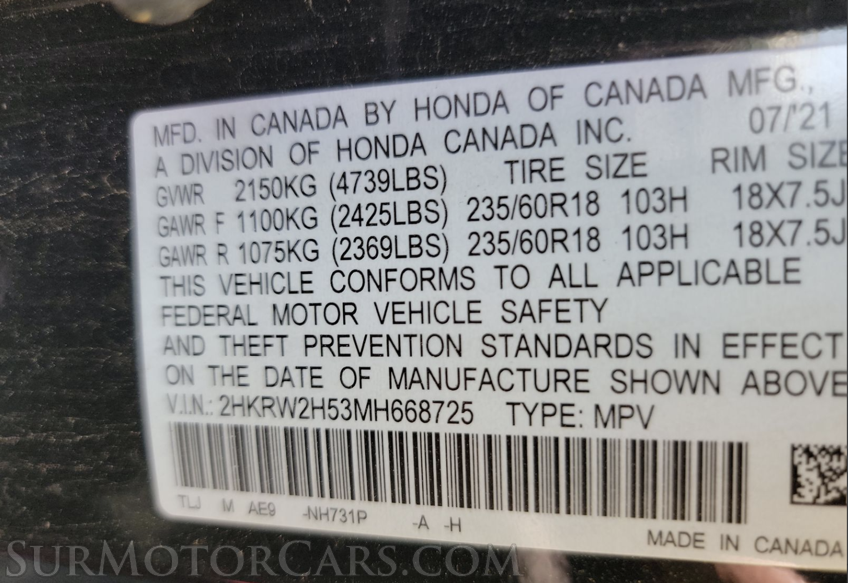 MFD. IN CANADA BY HONDA OF CANADA MFG.,
A DIVISION OF HONDA CANADA INC. 07/'21
GVWR 2150KG (4739LBS) TIRE SIZE RIM SIZE
GAWR F 1100KG (2425LBS) 235/60R18 103H 18X7.5J
GAWR R 1075KG (2369LBS) 235/60R18 103H 18X7.5J
THIS VEHICLE CONFORMS TO ALL APPLICABLE
FEDERAL MOTOR VEHICLE SAFETY
AND THEFT PREVENTION STANDARDS IN EFFECT
ON THE DATE OF MANUFACTURE SHOWN ABOVE
V.I.N.: 2HKRW2H53MH668725 TYPE: MPV
TLJ M AE9 -NH731P -A -H
MADE IN CANADA
SURMOTORCARS.COM